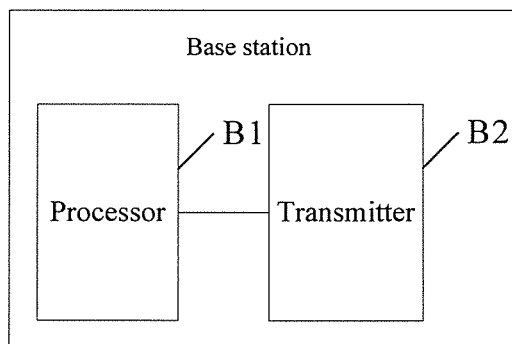 Base station
B1
B2
Processor
Transmitter